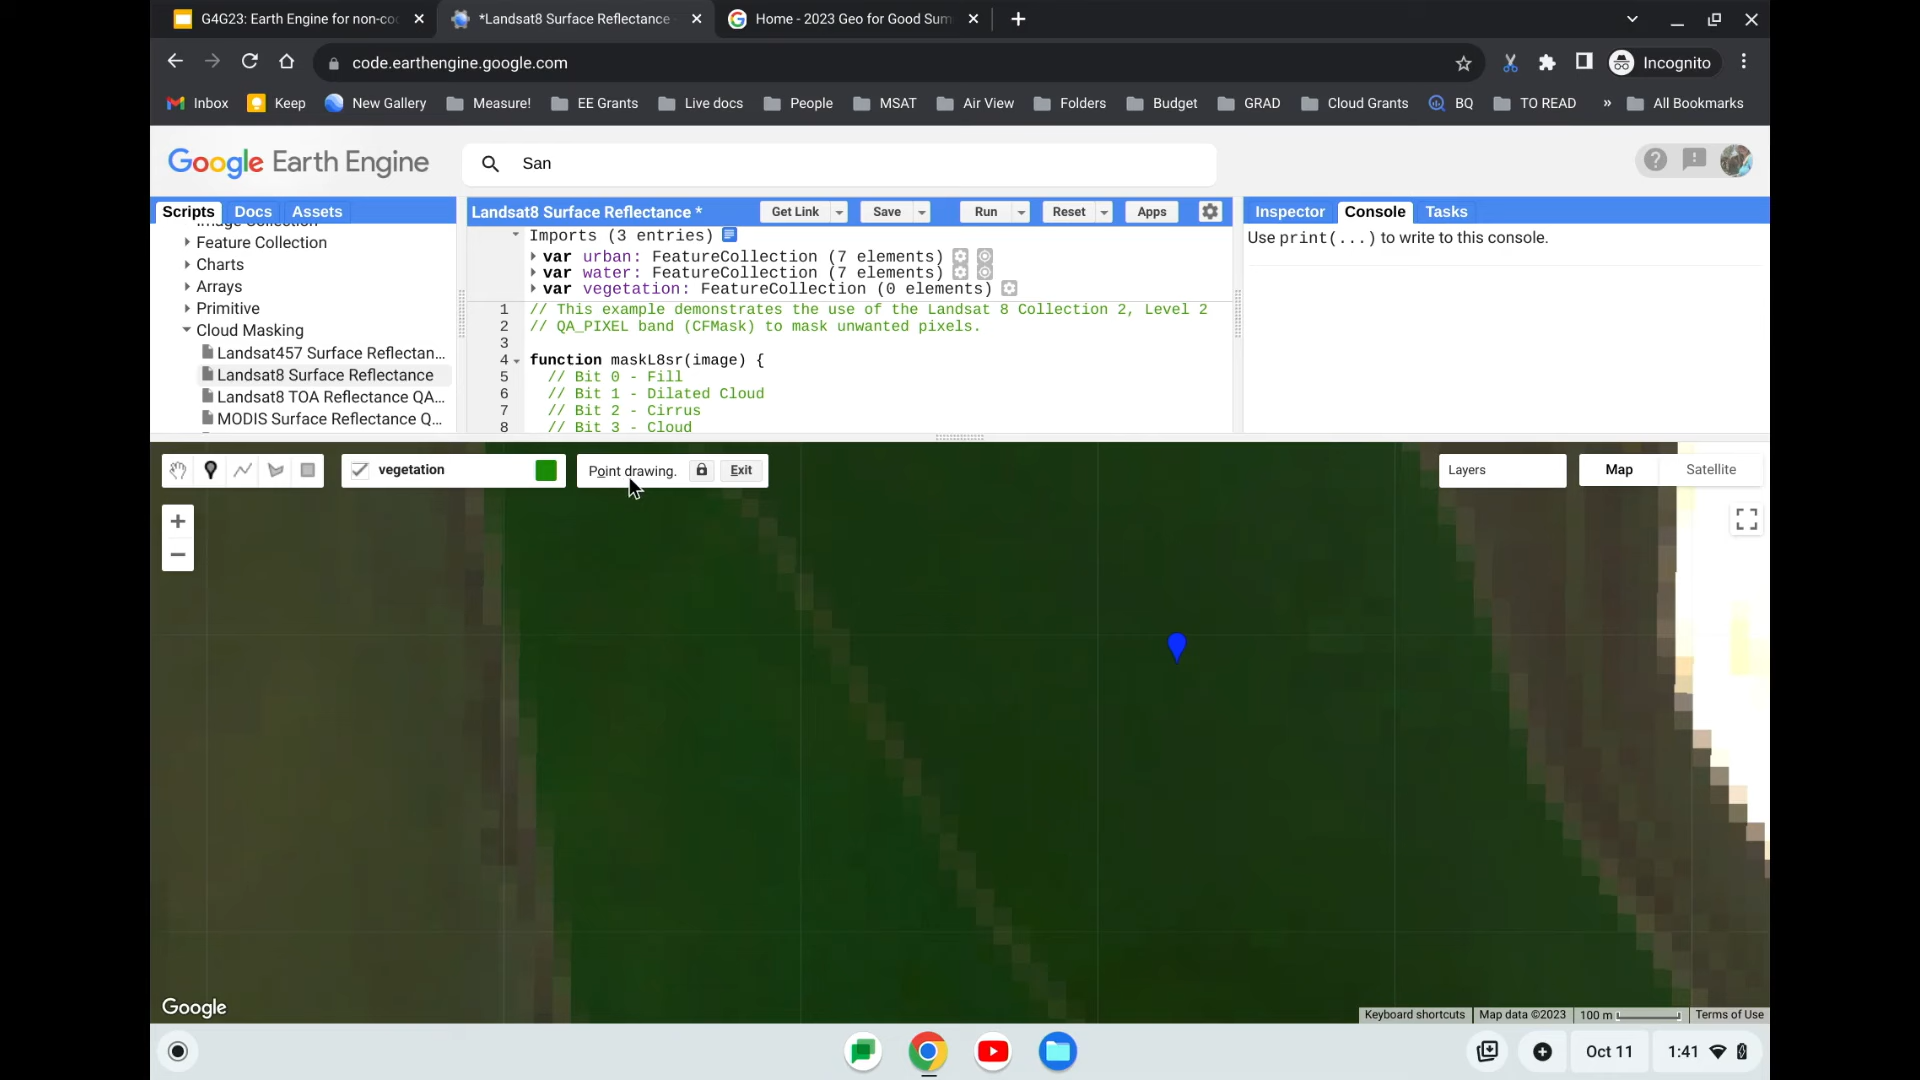 G4G23: Earth Engine for non-co
*Landsat8 Surface Reflectance
Home - 2023 Geo for Good Sum
code.earthengine.google.com
Incognito
Inbox
Keep
New Gallery
Measure!
EE Grants
Live docs
People
MSAT
Air View
Folders
Budget
GRAD
Cloud Grants
BQ
TO READ
»
All Bookmarks
Google Earth Engine
San
Scripts Docs Assets
Feature Collection
Charts
Arrays
Primitive
Cloud Masking
Landsat457 Surface Reflectan...
Landsat8 Surface Reflectance
Landsat8 TOA Reflectance QA...
MODIS Surface Reflectance Q...
Landsat8 Surface Reflectance *
Get Link
Save
Run
Reset
Apps
Imports (3 entries)
var urban: FeatureCollection (7 elements)
var water: FeatureCollection (7 elements)
var vegetation: FeatureCollection (0 elements)
1 // This example demonstrates the use of the Landsat 8 Collection 2, Level 2
2 // QA_PIXEL band (CFMask) to mask unwanted pixels.
3
4 function maskL8sr(image) {
5 // Bit 0 - Fill
6 // Bit 1 - Dilated Cloud
7 // Bit 2 - Cirrus
8 // Bit 3 - Cloud
Inspector Console Tasks
Use print(...) to write to this console.
vegetation
Point drawing.
Exit
Layers
Map
Satellite
+
−
Google
Keyboard shortcuts
Map data ©2023
100 m
Terms of Use
Oct 11
1:41